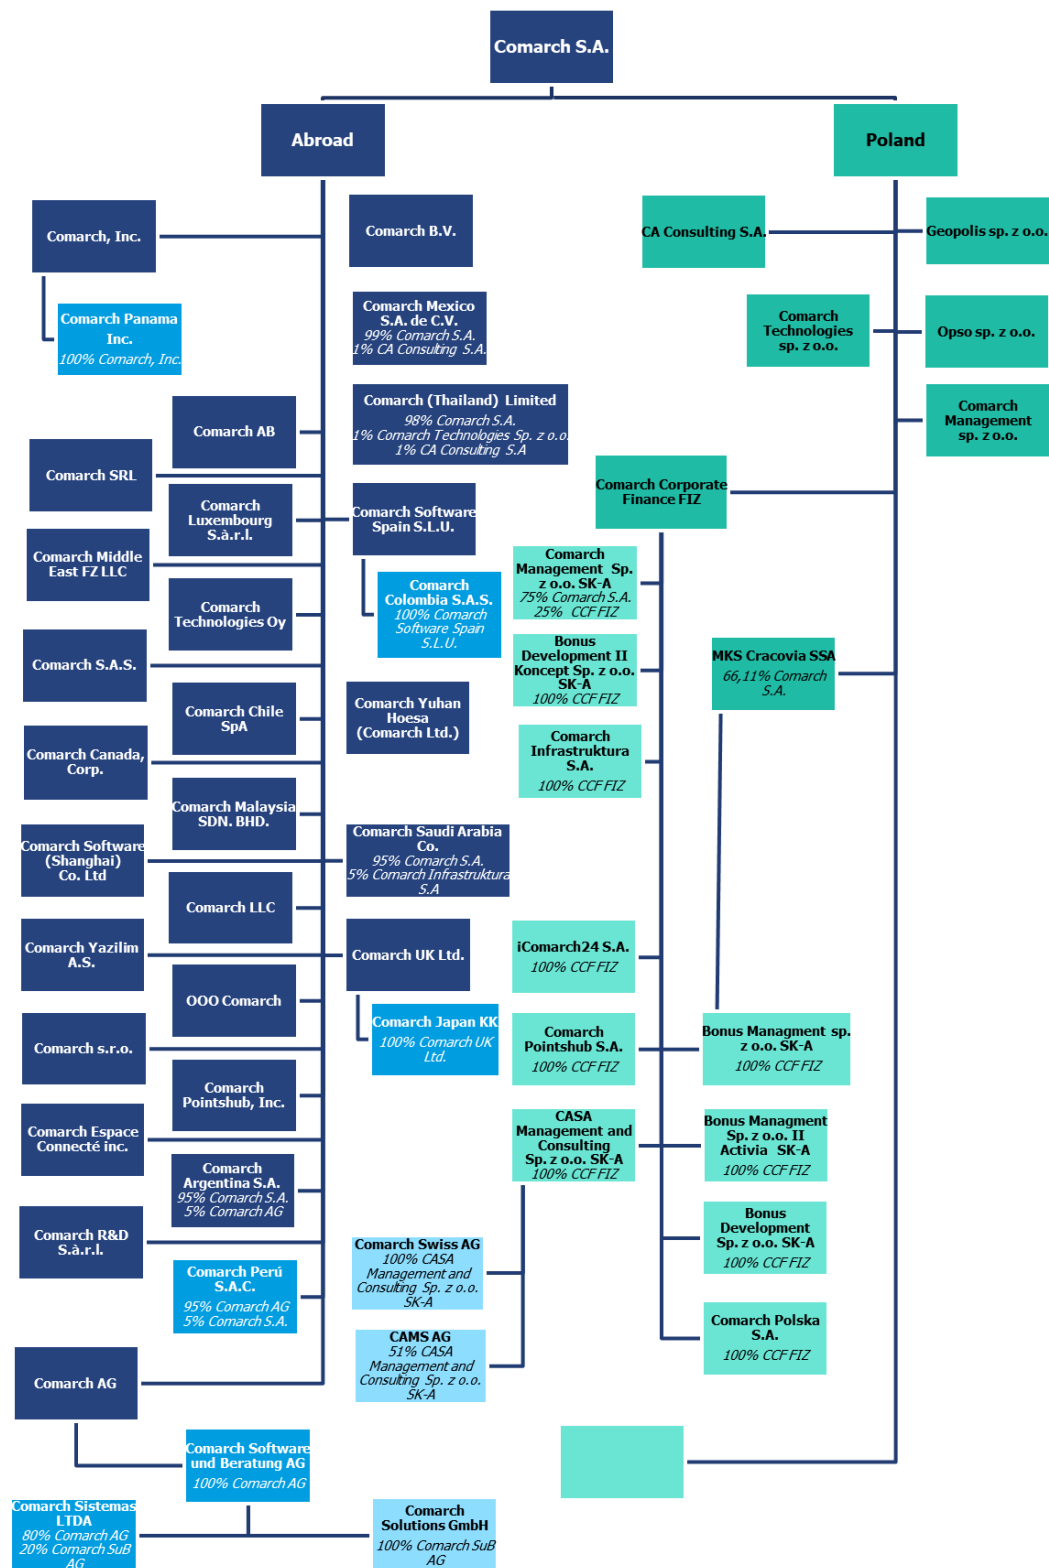 Comarch S.A.
Abroad
Poland
Comarch, Inc.
Comarch B.V.
CA Consulting S.A.
Geopolis sp. z o.o.
Comarch Panama
Inc.
100% Comarch, Inc.
Comarch Mexico
S.A. de C.V.
99% Comarch S.A.
1% CA Consulting S.A.
Comarch
Technologies
sp. z o.o.
Opso sp. z o.o.
Comarch AB
Comarch (Thailand) Limited
98% Comarch S.A.
1% Comarch Technologies Sp. z o.o.
1% CA Consulting S.A
Comarch
Management
sp. z o.o.
Comarch SRL
Comarch Corporate
Finance FIZ
Comarch
Luxembourg
S.à.r.l.
Comarch Software
Spain S.L.U.
Comarch Middle
East FZ LLC
Comarch
Management Sp.
z o.o. SK-A
75% Comarch S.A.
25% CCF FIZ
Comarch
Technologies Oy
Comarch
Colombia S.A.S.
100% Comarch
Software Spain
S.L.U.
Comarch S.A.S.
Bonus
Development II
Koncept Sp. z o.o.
SK-A
100% CCF FIZ
MKS Cracovia SSA
66,11% Comarch
S.A.
Comarch Chile
SpA
Comarch Yuhan
Hoesa
(Comarch Ltd.)
Comarch Canada,
Corp.
Comarch
Infrastruktura
S.A.
100% CCF FIZ
Comarch Malaysia
SDN. BHD.
Comarch Software
(Shanghai)
Co. Ltd
Comarch Saudi Arabia
Co.
95% Comarch S.A.
5% Comarch Infrastruktura
S.A
Comarch LLC
Comarch Yazilim
A.S.
Comarch UK Ltd.
iComarch24 S.A.
100% CCF FIZ
OOO Comarch
Comarch Japan KK
100% Comarch UK
Ltd.
Comarch s.r.o.
Comarch
Pointshub S.A.
100% CCF FIZ
Bonus Managment sp.
z o.o. SK-A
100% CCF FIZ
Comarch
Pointshub, Inc.
Comarch Espace
Connecté inc.
CASA
Management and
Consulting
Sp. z o.o. SK-A
100% CCF FIZ
Bonus Managment
Sp. z o.o. II
Activia SK-A
100% CCF FIZ
Comarch
Argentina S.A.
95% Comarch S.A.
5% Comarch AG
Comarch R&D
S.à.r.l.
Bonus
Development
Sp. z o.o. SK-A
100% CCF FIZ
Comarch Swiss AG
100% CASA
Management and
Consulting Sp. z o.o.
SK-A
Comarch Perú
S.A.C.
95% Comarch AG
5% Comarch S.A.
Comarch Polska
S.A.
100% CCF FIZ
CAMS AG
51% CASA
Management and
Consulting Sp. z o.o.
SK-A
Comarch AG
Comarch Software
und Beratung AG
100% Comarch AG
Comarch Sistemas
LTDA
80% Comarch AG
20% Comarch SuB
AG
Comarch
Solutions GmbH
100% Comarch SuB
AG